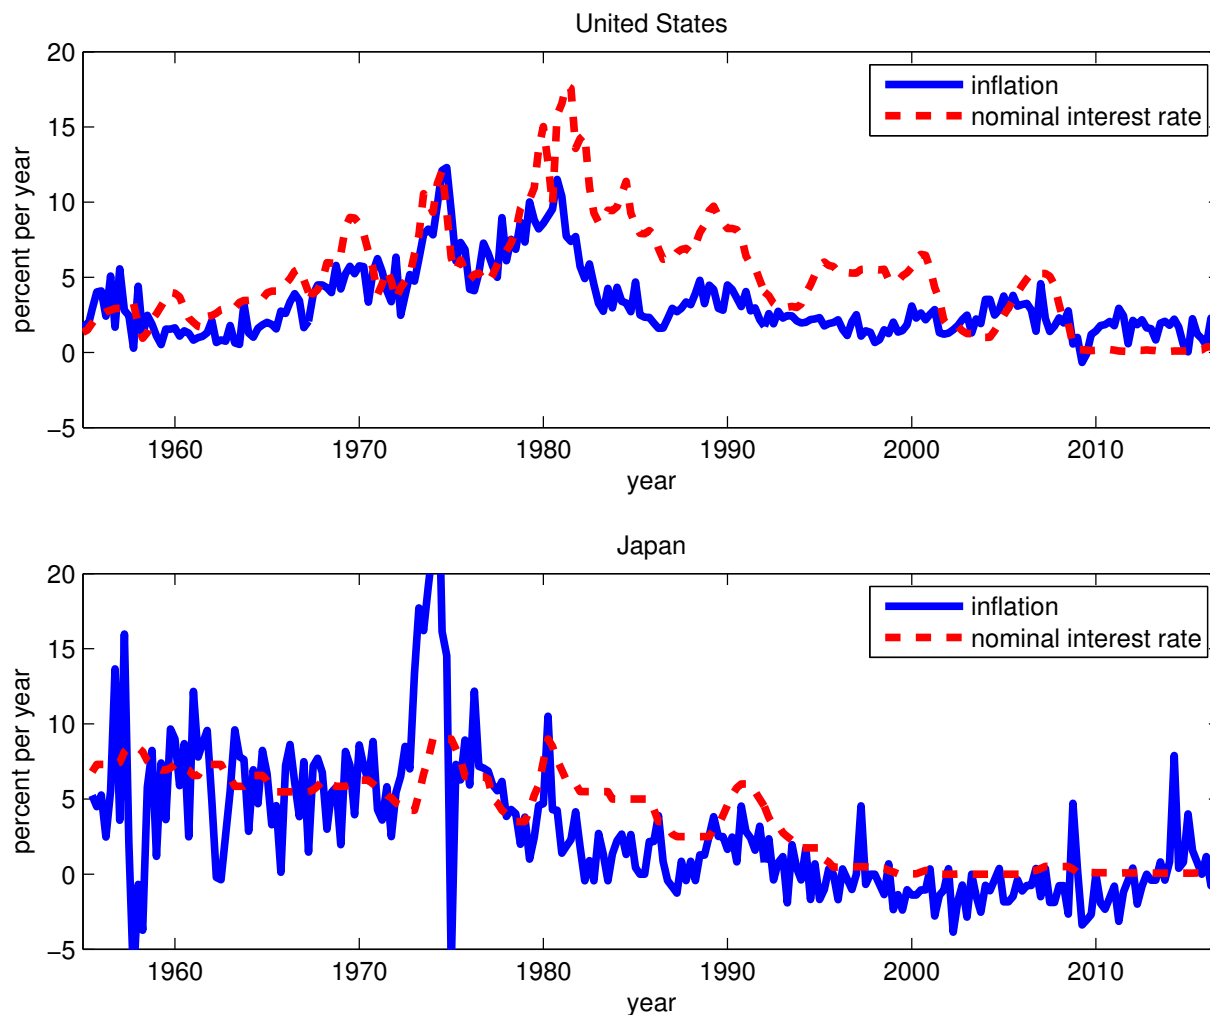 United States
20
15
10
5
0
−5
percent per year
inflation
nominal interest rate
1960 1970 1980 1990 2000 2010
year
Japan
20
15
10
5
0
−5
percent per year
inflation
nominal interest rate
1960 1970 1980 1990 2000 2010
year